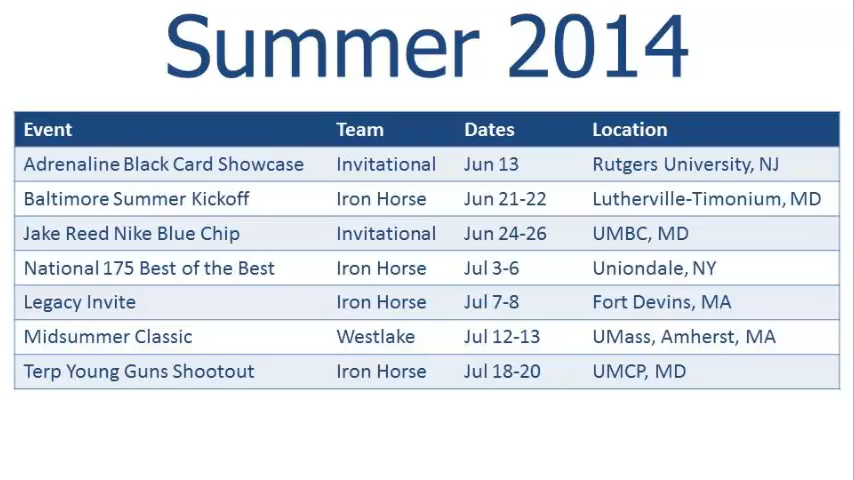 Summer 2014
Event Team Dates Location
Adrenaline Black Card Showcase Invitational Jun 13 Rutgers University, NJ
Baltimore Summer Kickoff Iron Horse Jun 21-22 Lutherville-Timonium, MD
Jake Reed Nike Blue Chip Invitational Jun 24-26 UMBC, MD
National 175 Best of the Best Iron Horse Jul 3-6 Uniondale, NY
Legacy Invite Iron Horse Jul 7-8 Fort Devins, MA
Midsummer Classic Westlake Jul 12-13 UMass, Amherst, MA
Terp Young Guns Shootout Iron Horse Jul 18-20 UMCP, MD